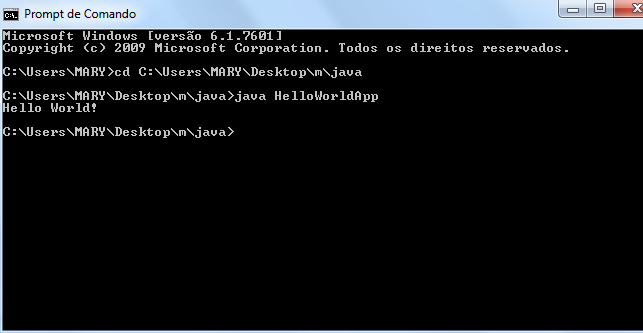 Prompt de Comando
Microsoft Windows [versão 6.1.7601]
Copyright (c) 2009 Microsoft Corporation. Todos os direitos reservados.
C:\Users\MARY>cd C:\Users\MARY\Desktop\m\java
C:\Users\MARY\Desktop\m\java>java HelloWorldApp
Hello World!
C:\Users\MARY\Desktop\m\java>